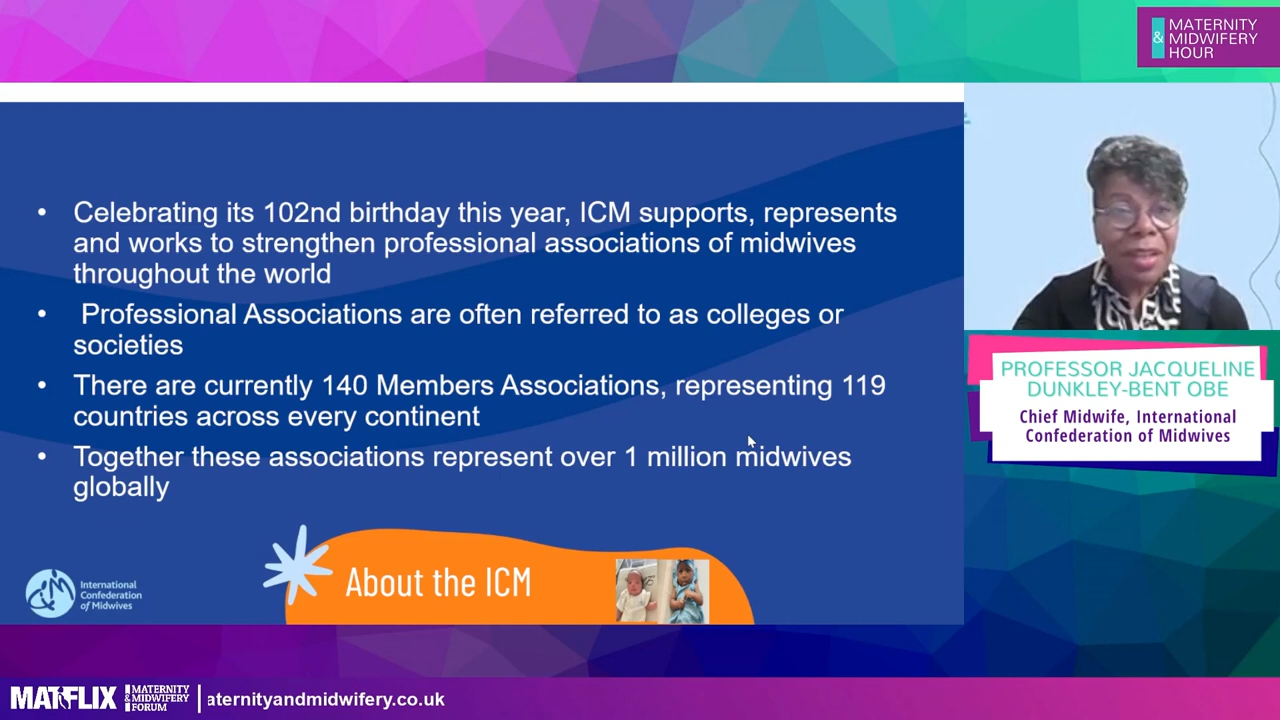 & MATERNITY
MIDWIFERY
HOUR
• Celebrating its 102nd birthday this year, ICM supports, represents
and works to strengthen professional associations of midwives
throughout the world
• Professional Associations are often referred to as colleges or
societies
• There are currently 140 Members Associations, representing 119
countries across every continent
• Together these associations represent over 1 million midwives
globally
About the ICM
International
Confederation
of Midwives
PROFESSOR JACQUELINE
DUNKLEY-BENT OBE
Chief Midwife, International
Confederation of Midwives
MATFLIX
MATERNITY
& MIDWIFERY
FORUM
aternityandmidwifery.co.uk